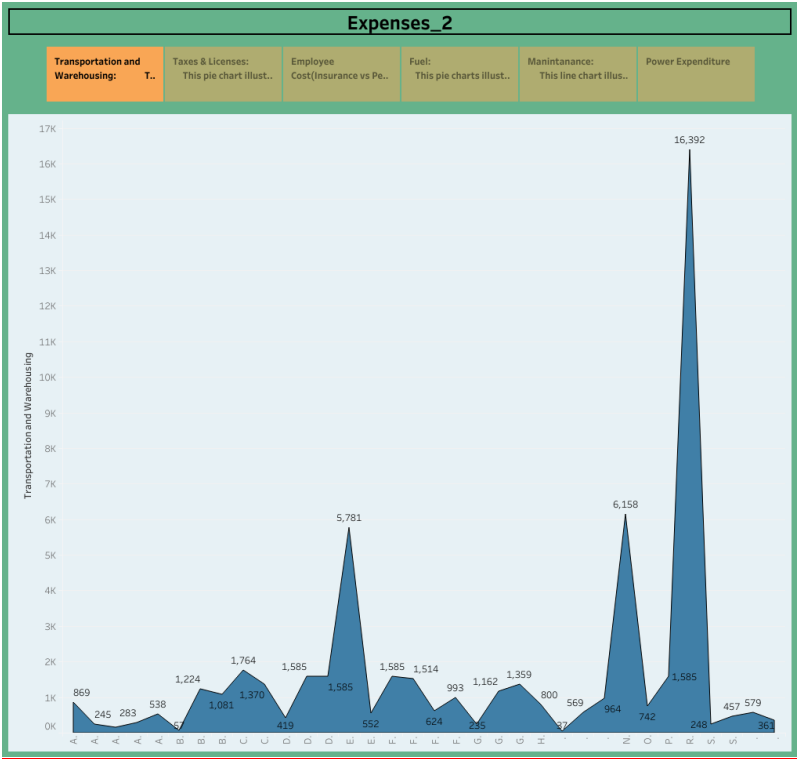 Expenses_2
Transportation and
Warehousing: T..
Taxes & Licenses:
This pie chart illust..
Employee
Cost(Insurance vs Pe..
Fuel:
This pie charts illust..
Manintanance:
This line chart illus..
Power Expenditure
Transportation and Warehousing
17K
16K
15K
14K
13K
12K
11K
10K
9K
8K
7K
6K
5K
4K
3K
2K
1K
0K
869
245
283
538
57
1,224
1,081
1,764
1,370
419
1,585
1,585
5,781
552
1,585
1,514
624
993
235
1,162
1,359
800
37
569
964
6,158
742
1,585
16,392
248
457
579
361
A. A. A. A. A. B. B. B. C. C. D. D. D. E. E. F. F. F. F. G. G. G. H. . . . N. O. P. R. S. S. . .